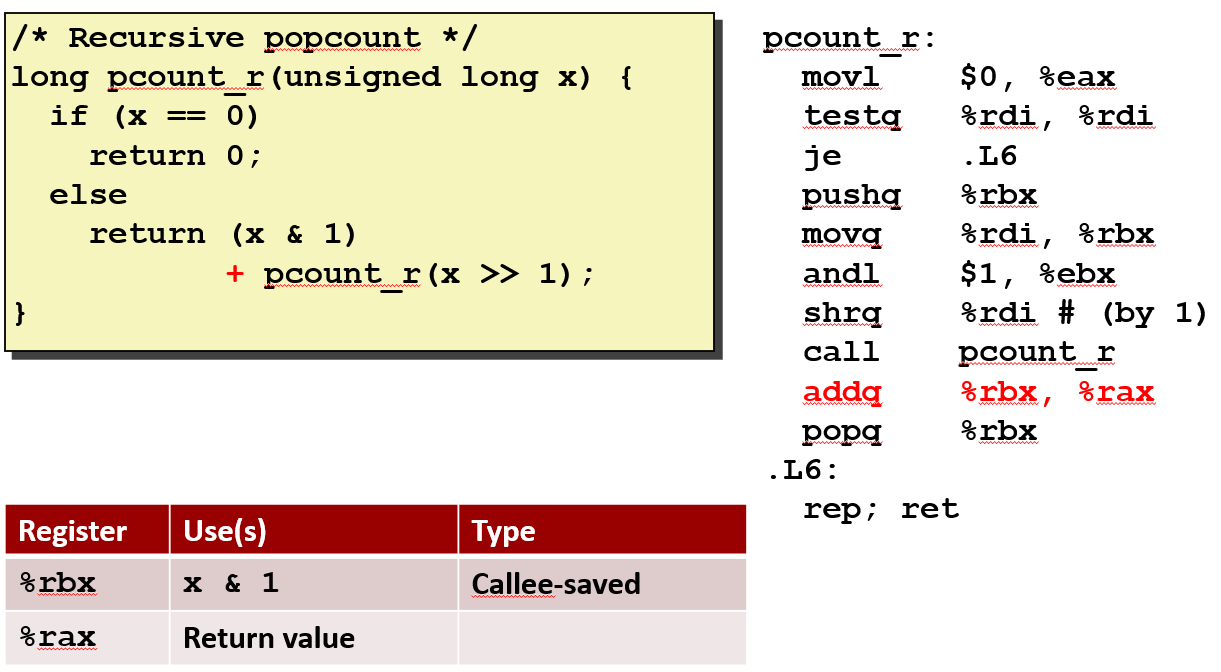 /* Recursive popcount */
long pcount_r(unsigned long x) {
  if (x == 0)
    return 0;
  else
    return (x & 1)
           + pcount_r(x >> 1);
}
pcount_r:
  movl    $0, %eax
  testq   %rdi, %rdi
  je      .L6
  pushq   %rbx
  movq    %rdi, %rbx
  andl    $1, %ebx
  shrq    %rdi # (by 1)
  call    pcount_r
  addq    %rbx, %rax
  popq    %rbx
.L6:
  rep; ret
Register Use(s) Type
%rbx x & 1 Callee-saved
%rax Return value